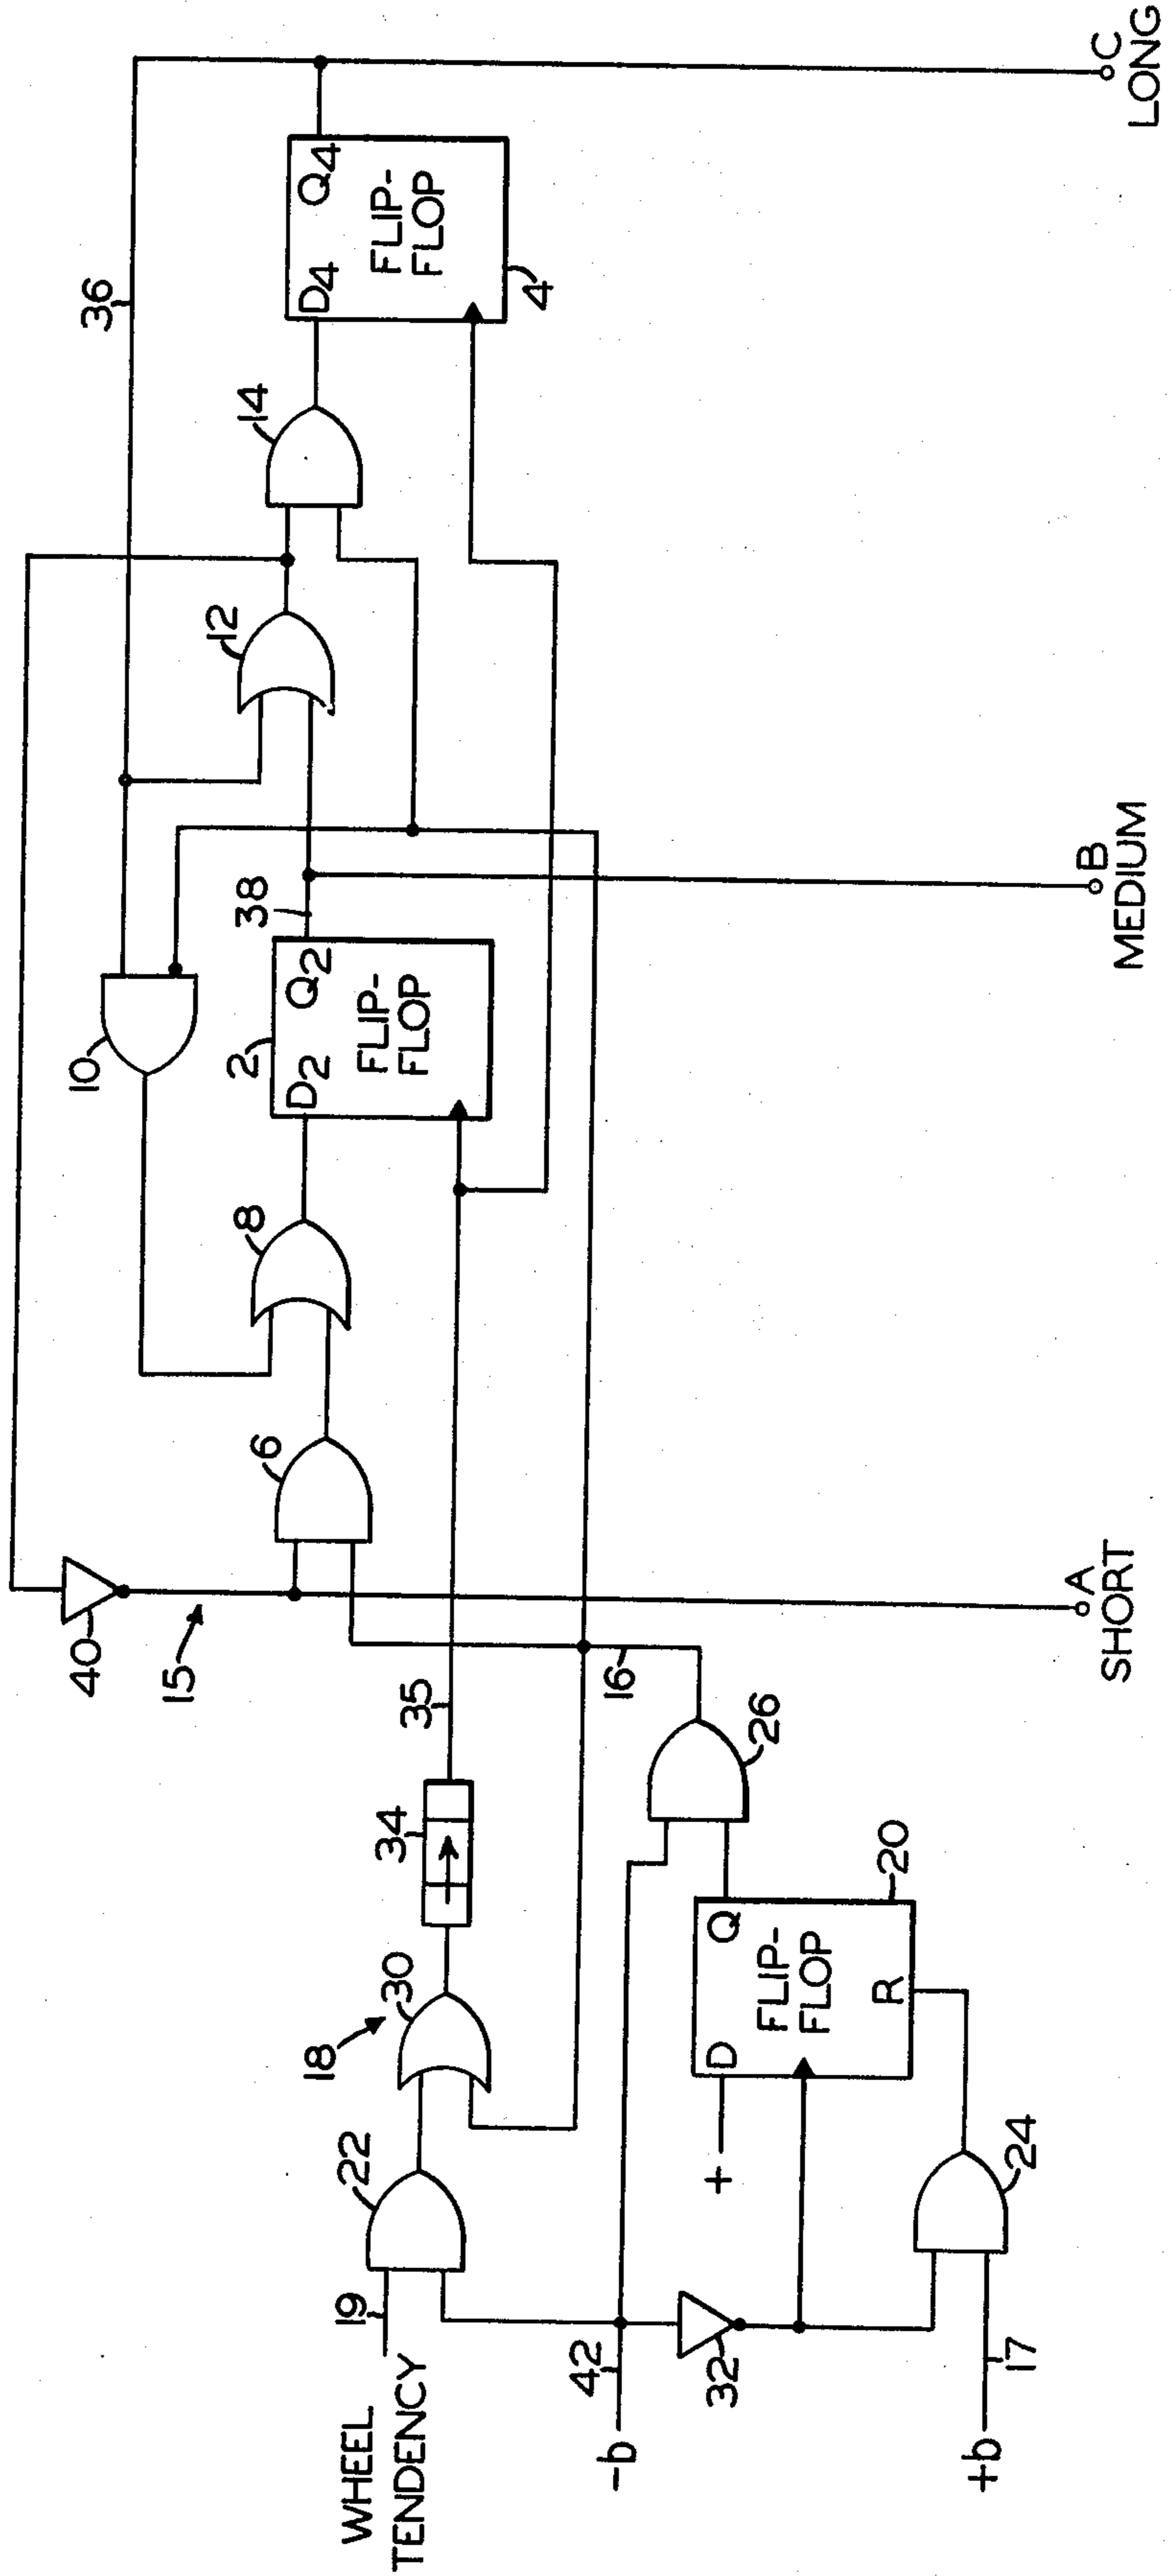 36
C
LONG
14
D4
Q4
FLIP-
FLOP
4
12
38
B
MEDIUM
10
2
D2
Q2
FLIP-
FLOP
8
6
40
15
A
SHORT
35
16
34
26
18
30
20
D
Q
FLIP-
FLOP
R
+
22
24
19
WHEEL
TENDENCY
42
-b
32
17
+b